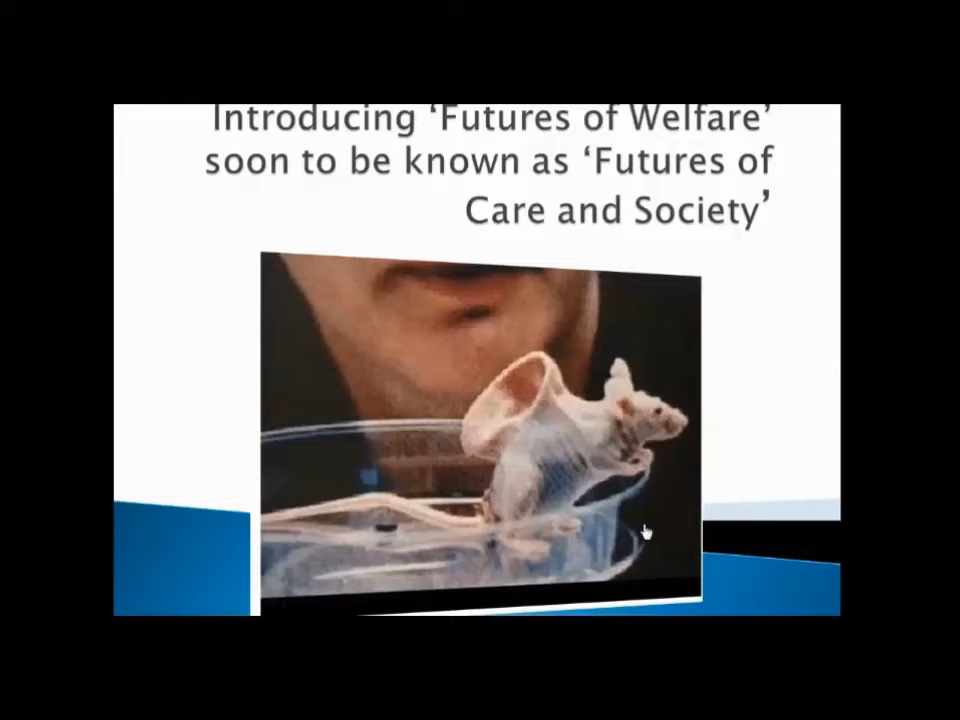 Introducing ‘Futures of Welfare’
soon to be known as ‘Futures of
Care and Society’